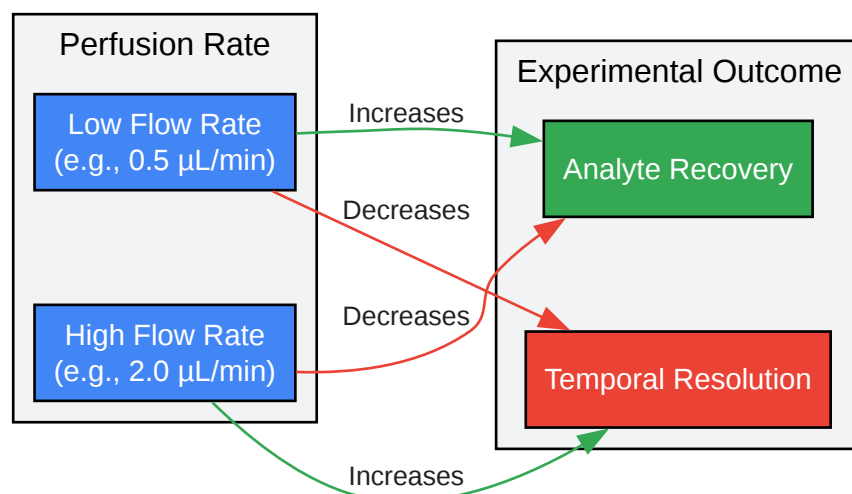 Perfusion Rate
Low Flow Rate
(e.g., 0.5 µL/min)
High Flow Rate
(e.g., 2.0 µL/min)
Increases
Decreases
Decreases
Increases
Experimental Outcome
Analyte Recovery
Temporal Resolution